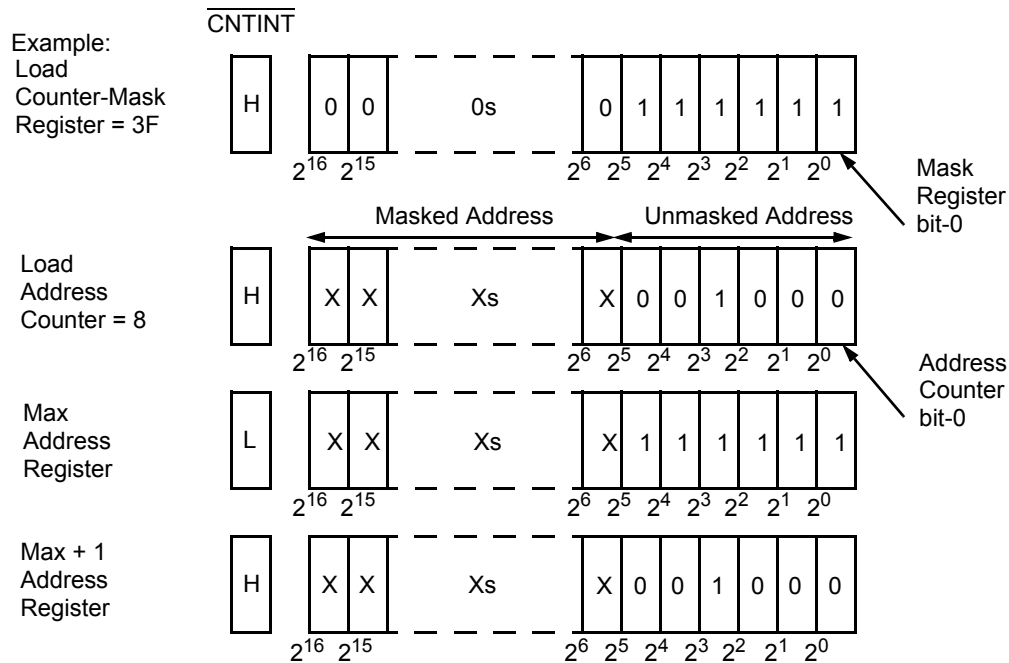 CNTINT
Example:
Load
Counter-Mask
Register = 3F
H
0 0 0s 0 1 1 1 1 1 1
2^16 2^15 2^6 2^5 2^4 2^3 2^2 2^1 2^0
Mask
Register
bit-0
Masked Address Unmasked Address
Load
Address
Counter = 8
H
X X Xs X 0 0 1 0 0 0
2^16 2^15 2^6 2^5 2^4 2^3 2^2 2^1 2^0
Address
Counter
bit-0
Max
Address
Register
L
X X Xs X 1 1 1 1 1 1
2^16 2^15 2^6 2^5 2^4 2^3 2^2 2^1 2^0
Max + 1
Address
Register
H
X X Xs X 0 0 1 0 0 0
2^16 2^15 2^6 2^5 2^4 2^3 2^2 2^1 2^0